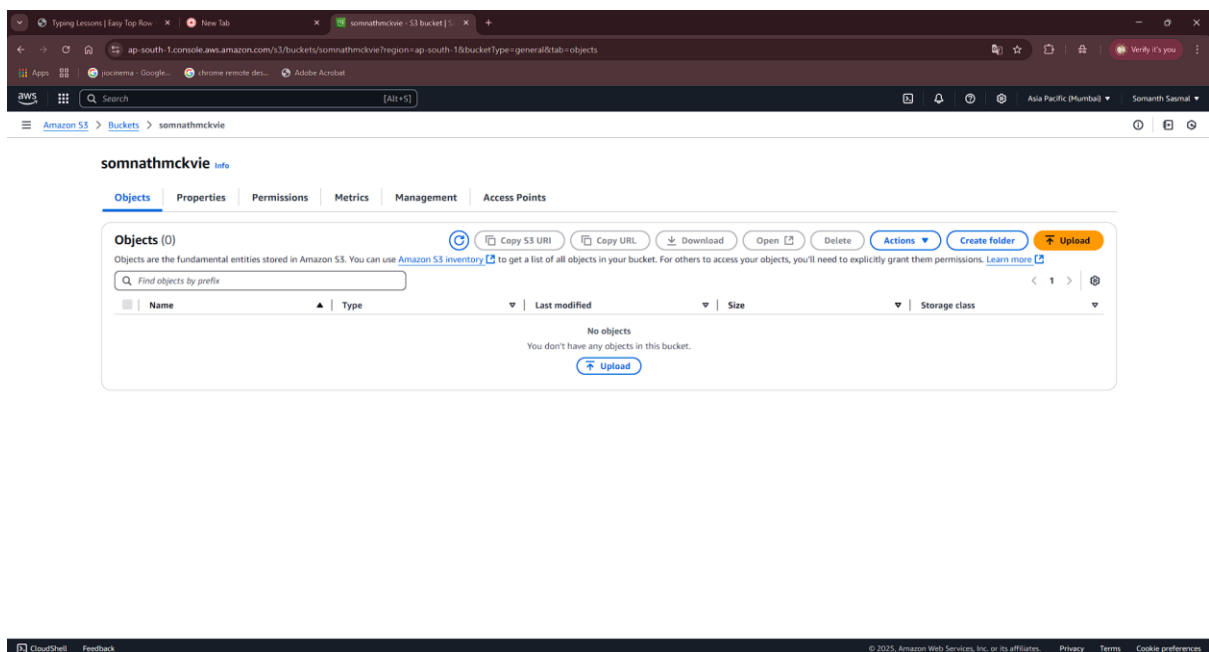 Typing Lessons | Easy Top Row
New Tab
somnathmckvie - S3 bucket | S3
ap-south-1.console.aws.amazon.com/s3/buckets/somnathmckvie?region=ap-south-1&bucketType=general&tab=objects
Verify it's you
Apps
jiocinema - Google...
chrome remote des...
Adobe Acrobat
aws
Search
[Alt+S]
Asia Pacific (Mumbai)
Somanth Sasmal
Amazon S3 > Buckets > somnathmckvie
somnathmckvie Info
Objects Properties Permissions Metrics Management Access Points
Objects (0)
Copy S3 URI Copy URL Download Open Delete Actions Create folder Upload
Objects are the fundamental entities stored in Amazon S3. You can use Amazon S3 inventory to get a list of all objects in your bucket. For others to access your objects, you'll need to explicitly grant them permissions. Learn more
Find objects by prefix
1
Name Type Last modified Size Storage class
No objects
You don't have any objects in this bucket.
Upload
CloudShell Feedback
© 2025, Amazon Web Services, Inc. or its affiliates. Privacy Terms Cookie preferences